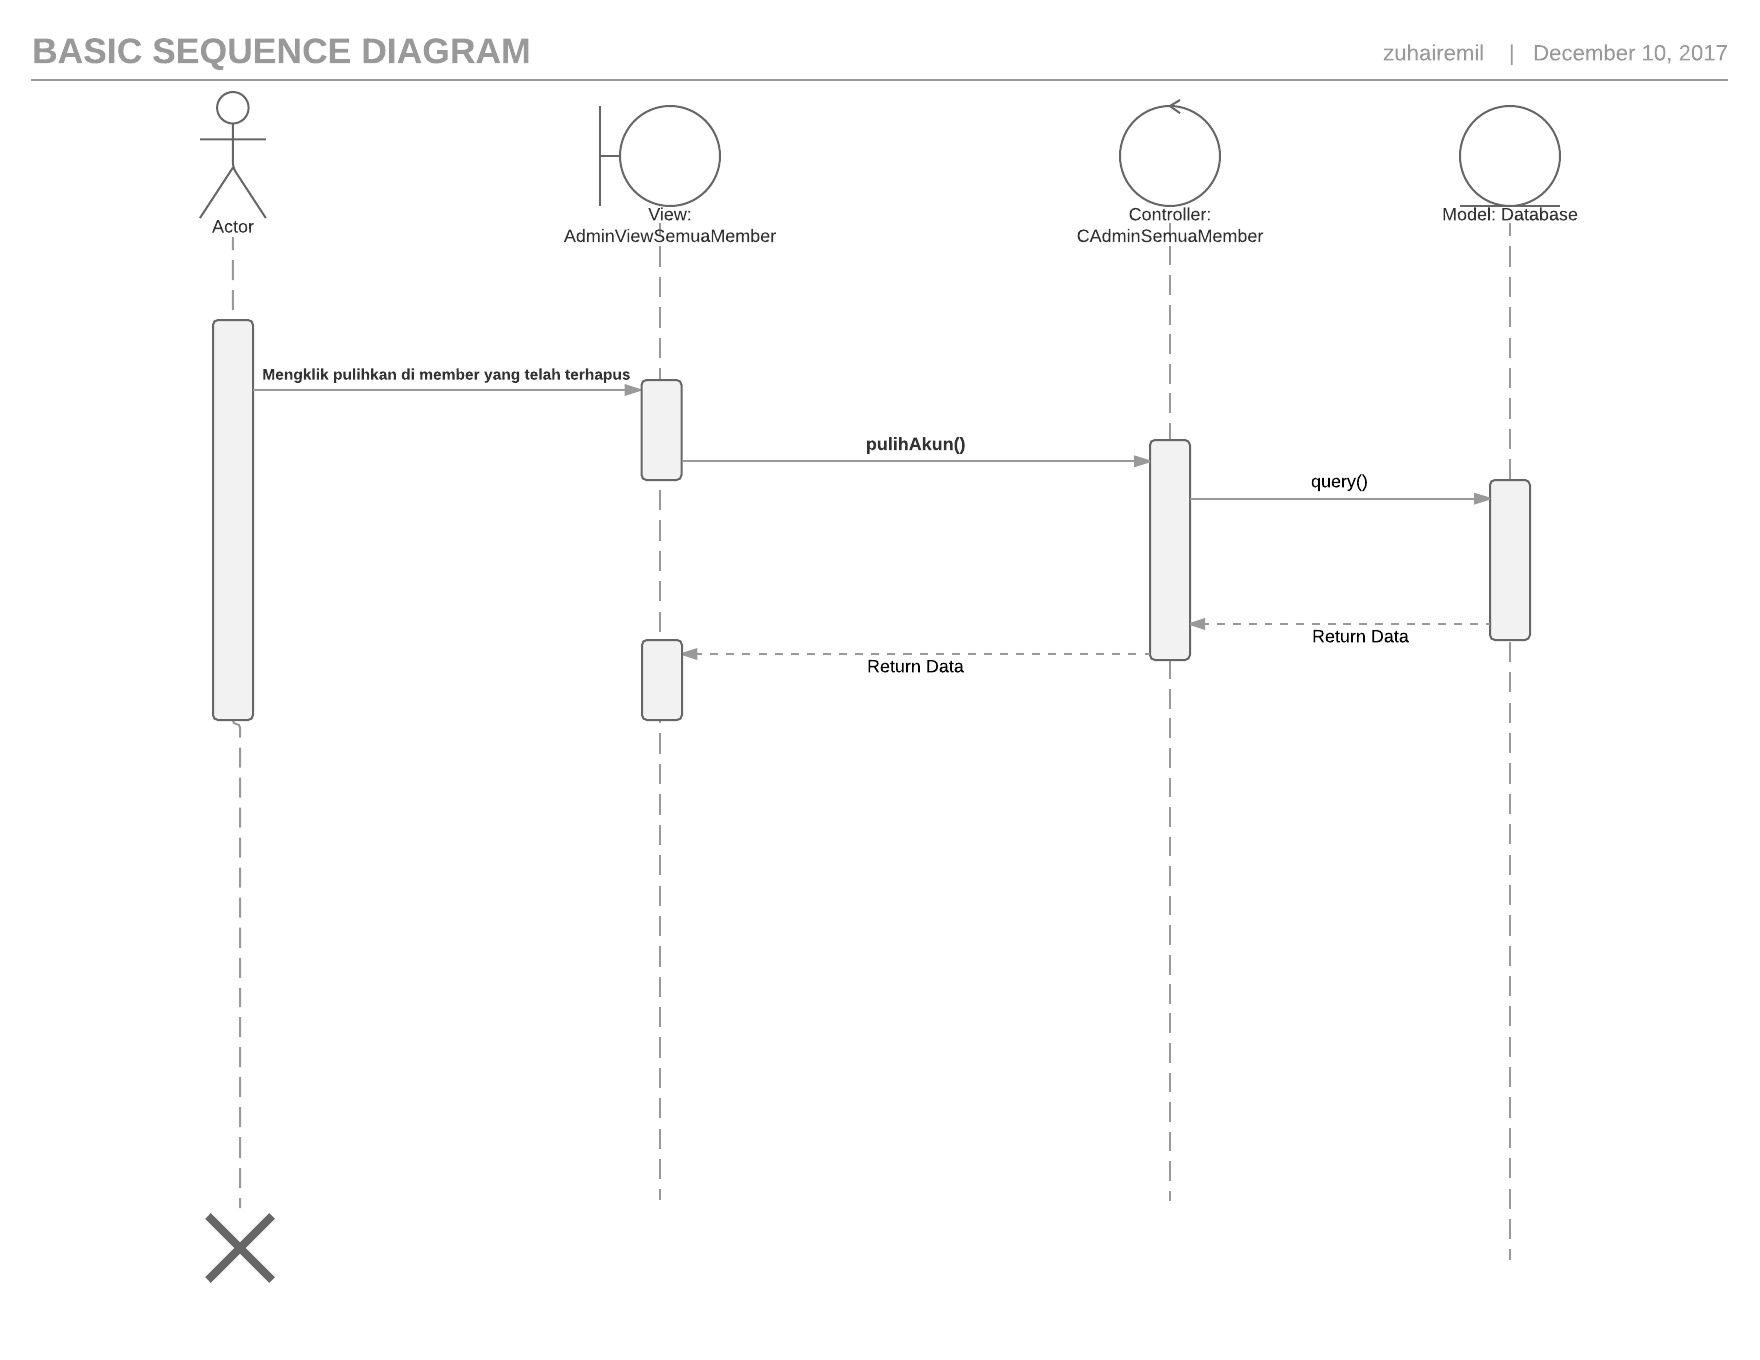 BASIC SEQUENCE DIAGRAM
zuhairemil | December 10, 2017
Actor
View:
AdminViewSemuaMember
Controller:
CAdminSemuaMember
Model: Database
Mengklik pulihkan di member yang telah terhapus
pulihAkun()
query()
Return Data
Return Data